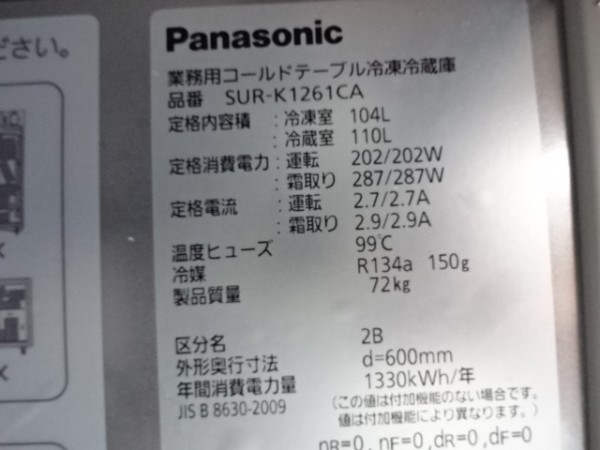 ださい。
Panasonic
業務用コールドテーブル冷凍冷蔵庫
品番 SUR-K1261CA
定格内容積 : 冷凍室 104L
: 冷蔵室 110L
定格消費電力 : 運転 202/202W
: 霜取り 287/287W
定格電流 : 運転 2.7/2.7A
: 霜取り 2.9/2.9A
温度ヒューズ 99℃
冷媒 R134a 150g
製品質量 72kg
区分名 2B
外形奥行寸法 d=600mm
年間消費電力量 1330kWh/年
JIS B 8630-2009 (この値は付加機能のない場合です。
値は付加機能により異なります。)
nR=0, nF=0,dR=0,dF=0